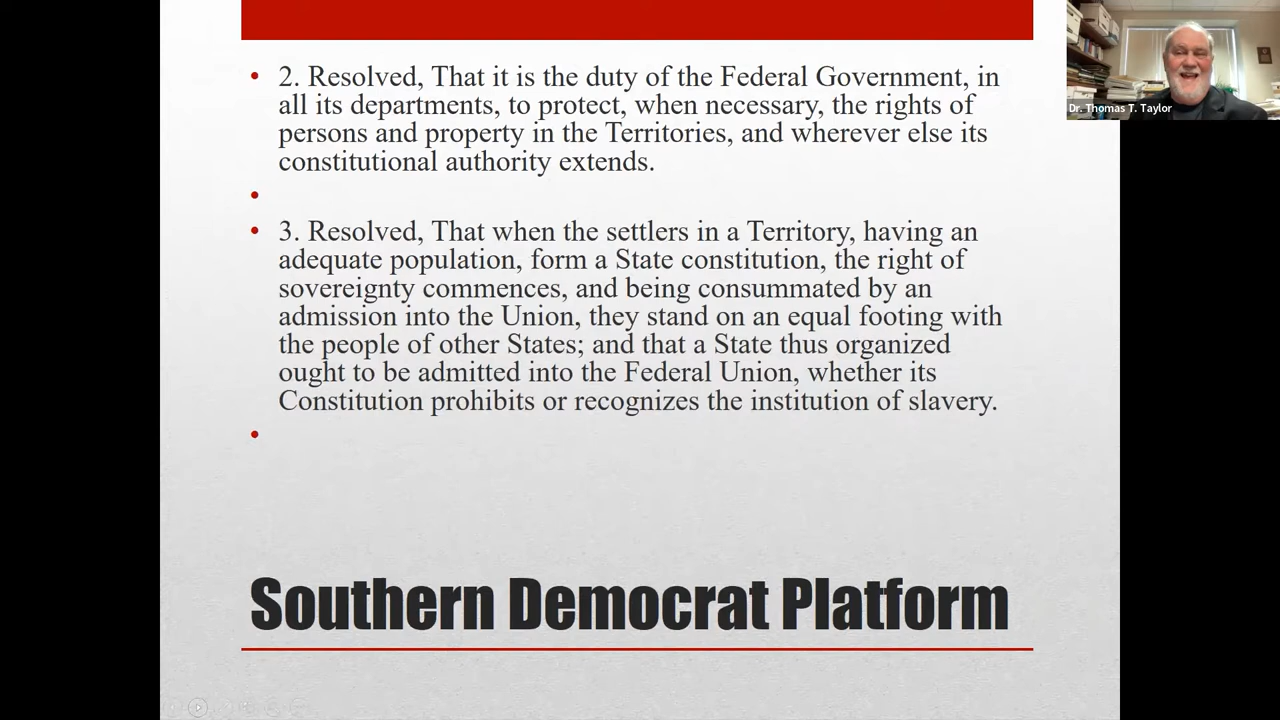 • 2. Resolved, That it is the duty of the Federal Government, in
all its departments, to protect, when necessary, the rights of
persons and property in the Territories, and wherever else its
constitutional authority extends.
•
• 3. Resolved, That when the settlers in a Territory, having an
adequate population, form a State constitution, the right of
sovereignty commences, and being consummated by an
admission into the Union, they stand on an equal footing with
the people of other States; and that a State thus organized
ought to be admitted into the Federal Union, whether its
Constitution prohibits or recognizes the institution of slavery.
•
Southern Democrat Platform
Dr. Thomas T. Taylor